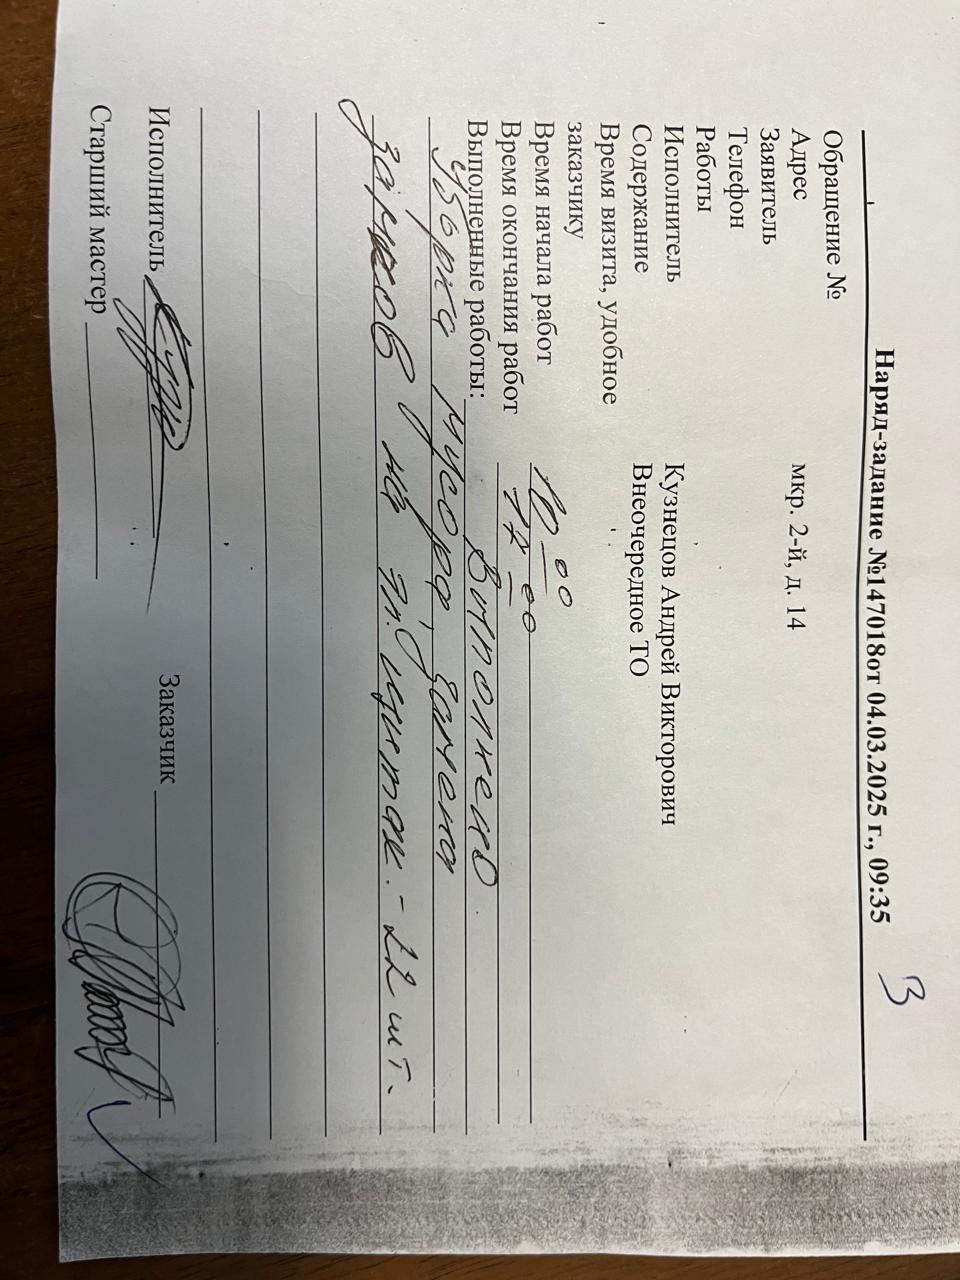 3
Наряд-задание №147018от 04.03.2025 г., 09:35
Обращение №
Адрес мкр. 2-й, д. 14
Заявитель
Телефон
Работы
Исполнитель Кузнецов Андрей Викторович
Содержание Внеочередное ТО
Время визита, удобное
заказчику
Время начала работ 10-00
Время окончания работ 17-00
Выполненные работы: Выполнено
Уборка мусора, замена
замков на эл. щитах. - 22 шт.
Исполнитель Заказчик
Старший мастер